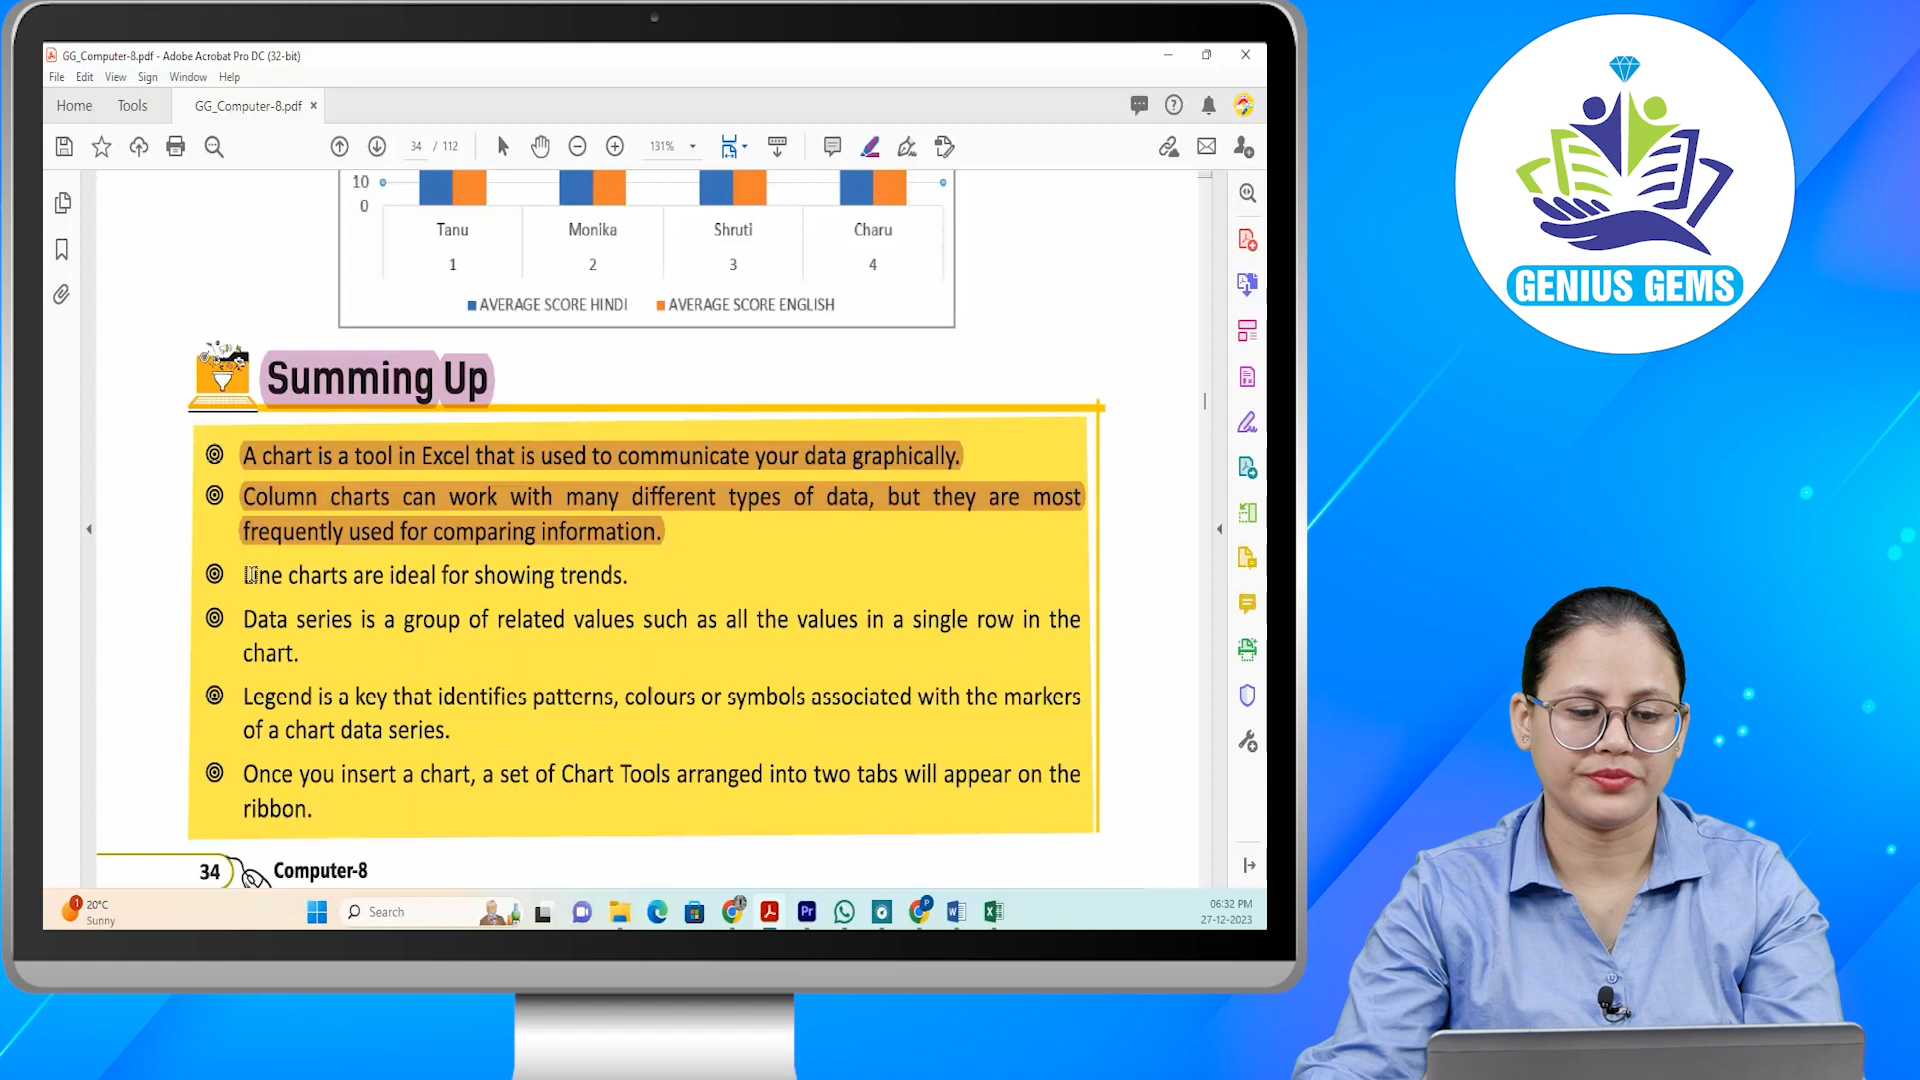 GG_Computer-8.pdf - Adobe Acrobat Pro DC (32-bit)
File Edit View Sign Window Help
Home Tools GG_Computer-8.pdf ×
34 / 112 131%
10
0
Tanu Monika Shruti Charu
1 2 3 4
AVERAGE SCORE HINDI AVERAGE SCORE ENGLISH
Summing Up
A chart is a tool in Excel that is used to communicate your data graphically.
Column charts can work with many different types of data, but they are most
frequently used for comparing information.
Line charts are ideal for showing trends.
Data series is a group of related values such as all the values in a single row in the
chart.
Legend is a key that identifies patterns, colours or symbols associated with the markers
of a chart data series.
Once you insert a chart, a set of Chart Tools arranged into two tabs will appear on the
ribbon.
34 Computer-8
1
20°C
Sunny
Search
Pr
P
06:32 PM
27-12-2023
GENIUS GEMS